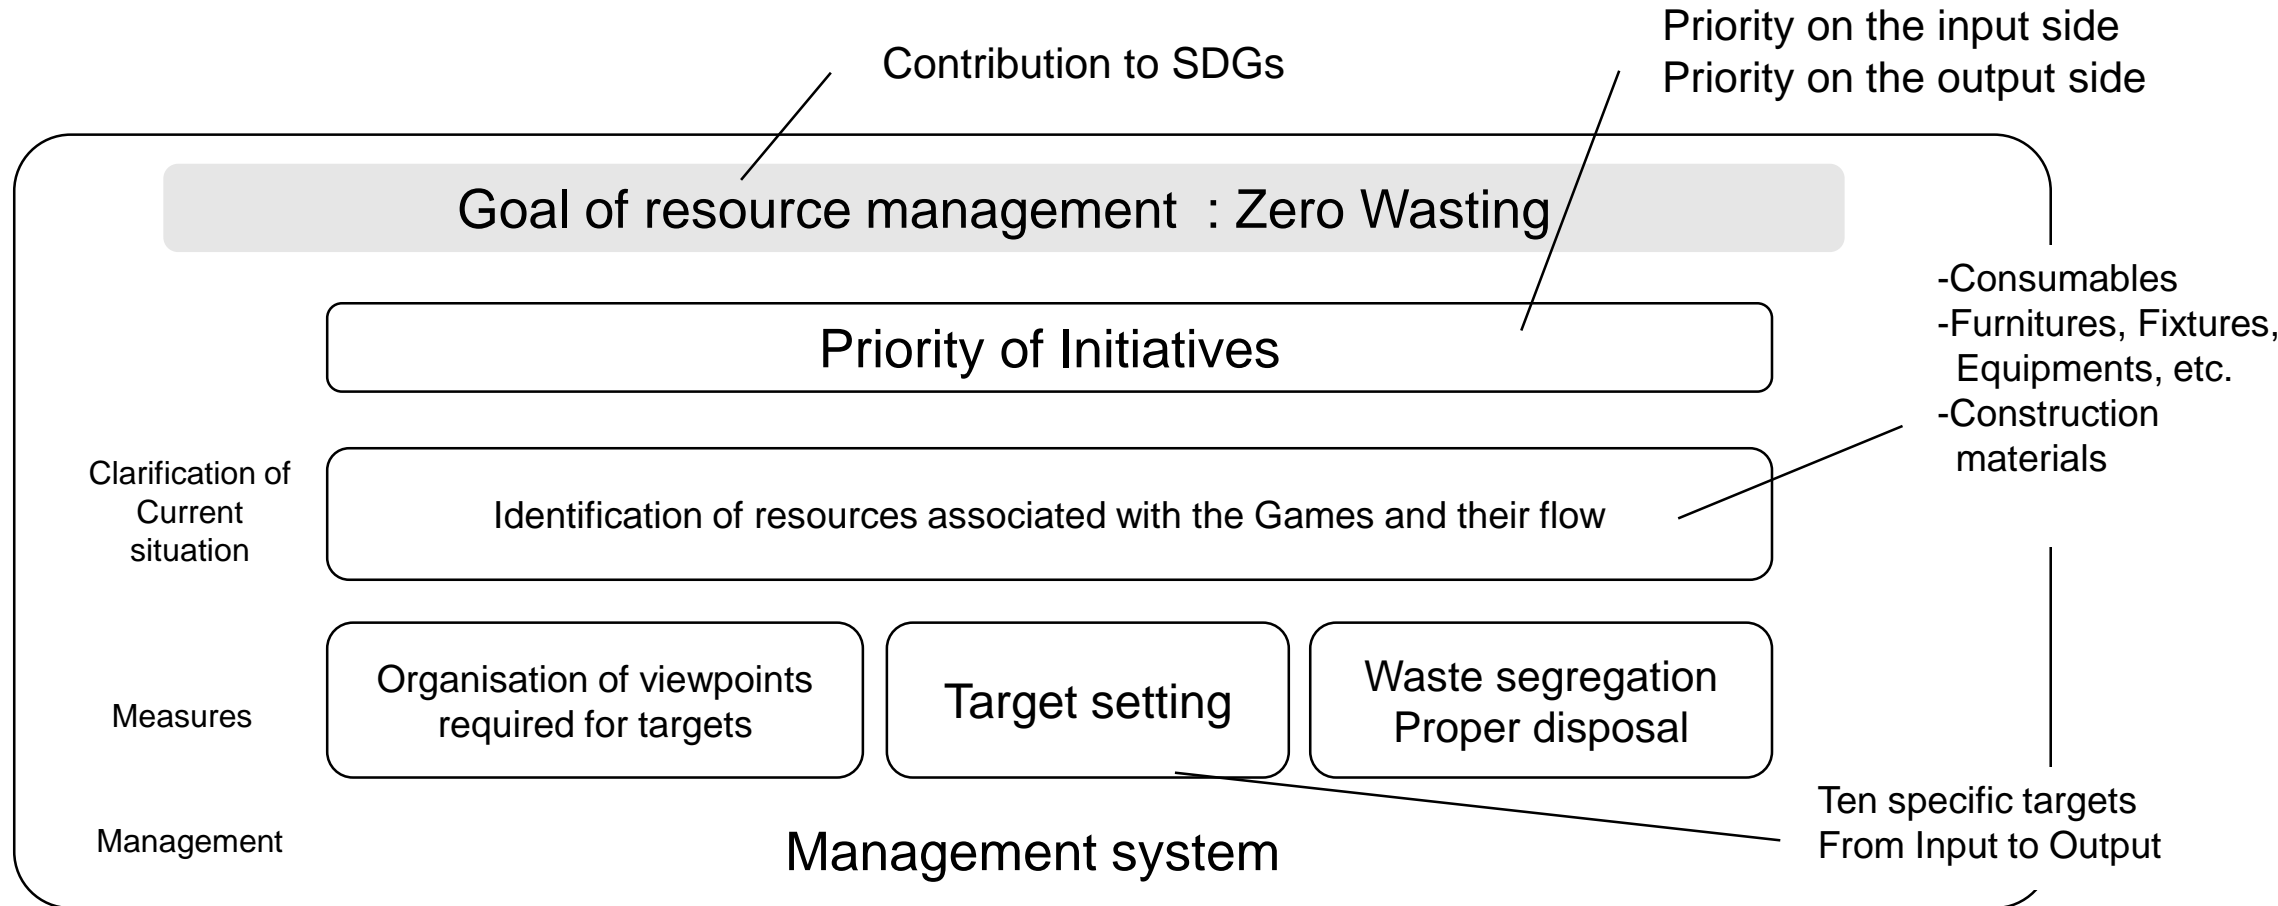 Contribution to SDGs
Priority on the input side
Priority on the output side
Goal of resource management : Zero Wasting
Priority of Initiatives
-Consumables
-Furnitures, Fixtures,
Equipments, etc.
-Construction
materials
Clarification of
Current
situation
Identification of resources associated with the Games and their flow
Measures
Organisation of viewpoints
required for targets
Target setting
Waste segregation
Proper disposal
Ten specific targets
From Input to Output
Management
Management system